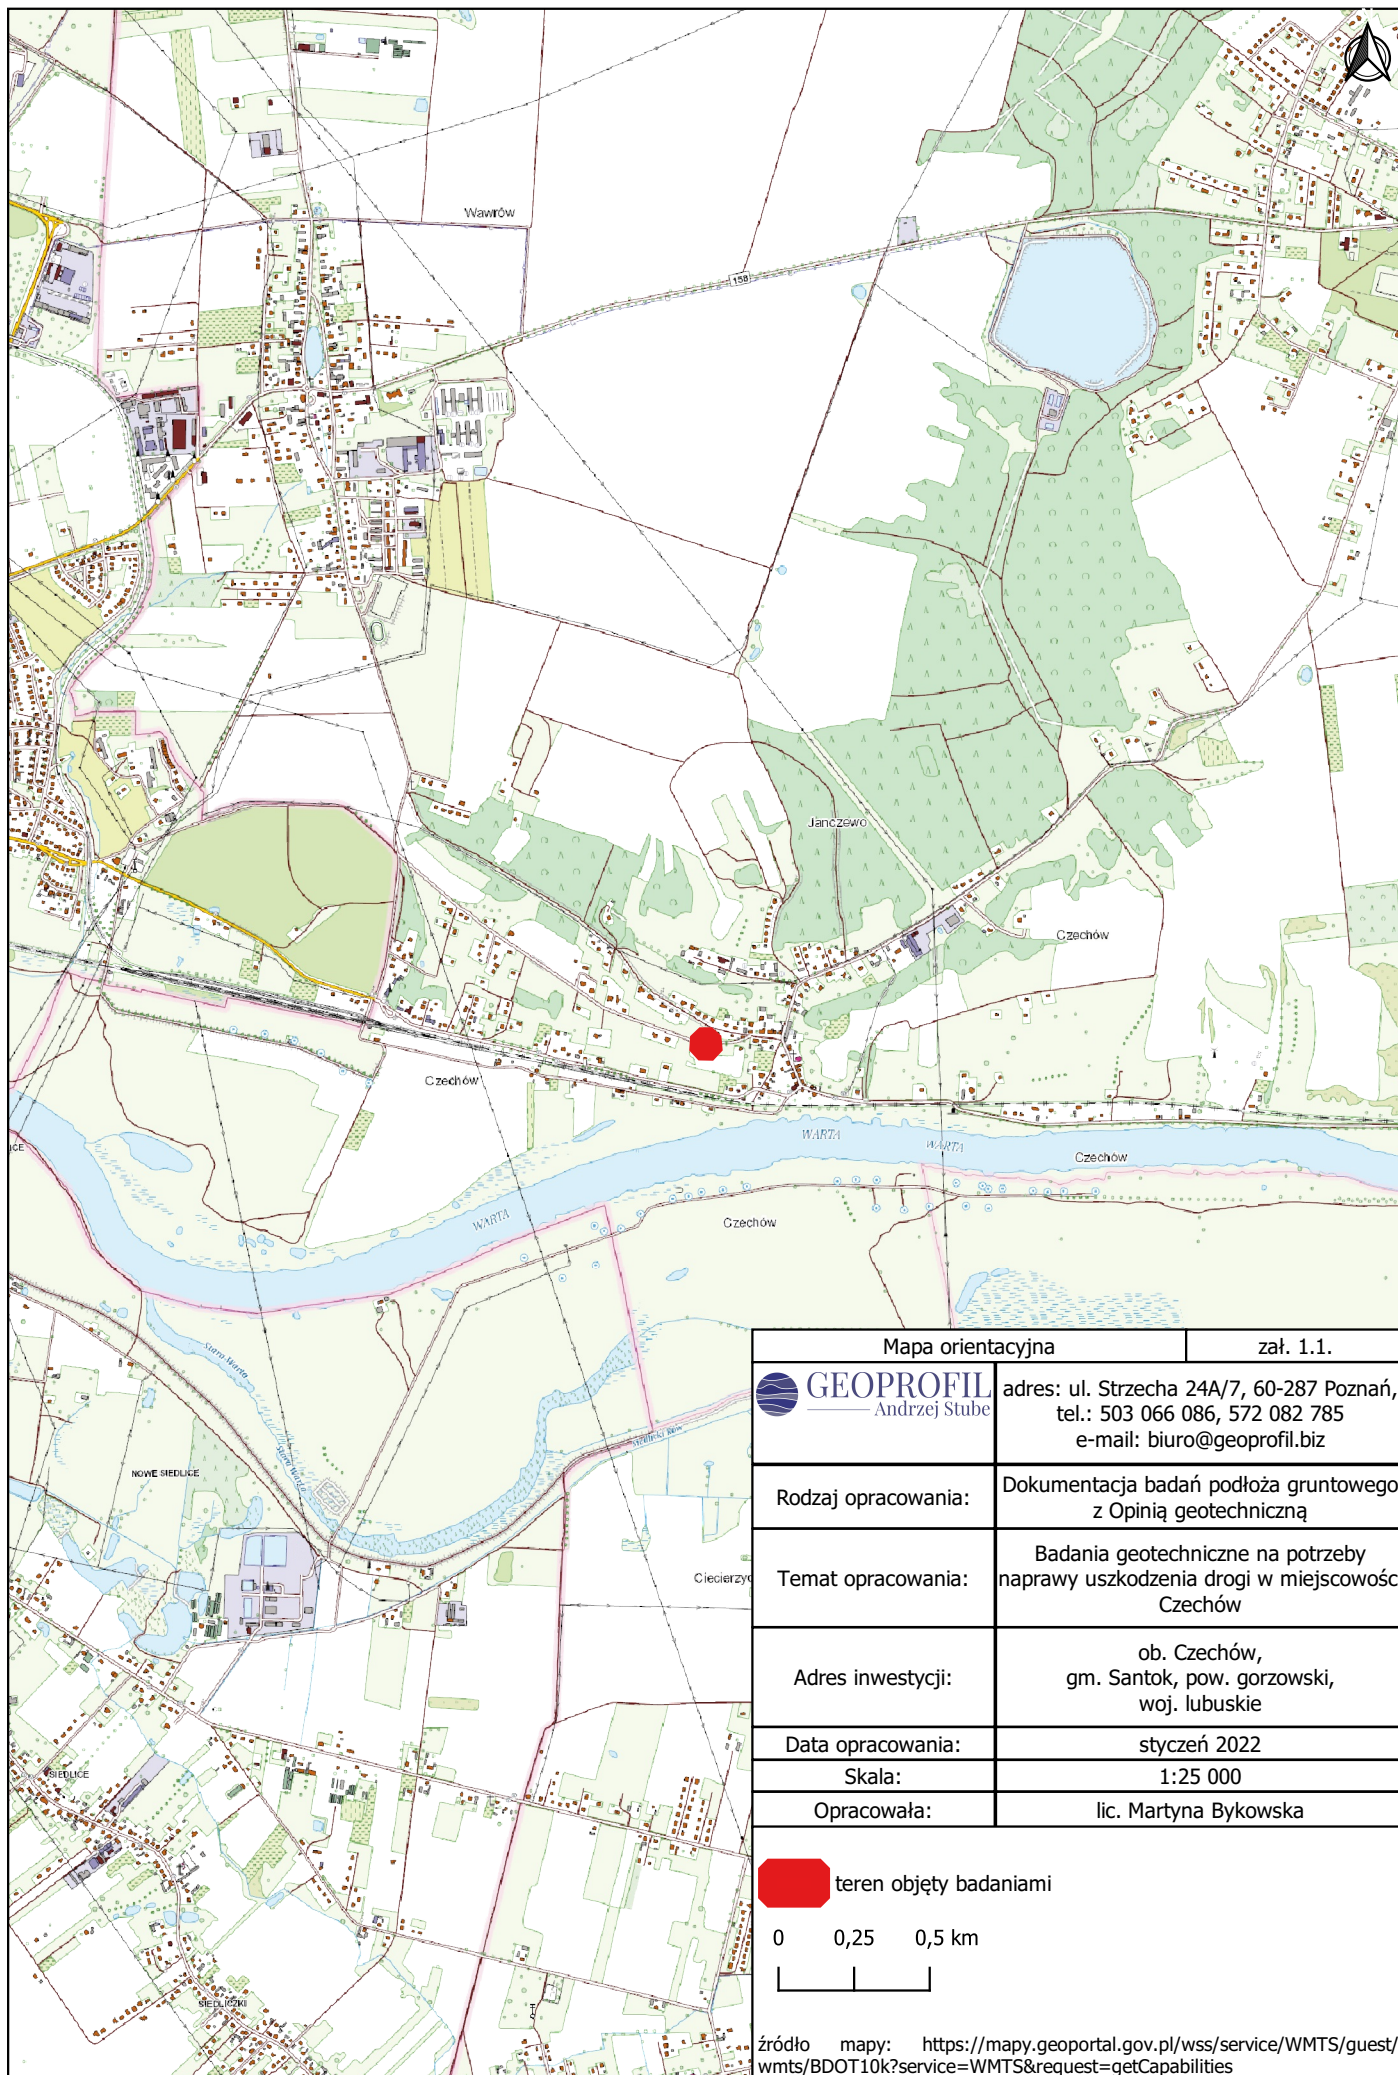 Wawrów
158
Janczewo
Czechów
Czechów
WARTA
WARTA
Czechów
WARTA
Czechów
Stara Warta
Stara Warta
NOWE SIEDLICE
SIEDLICE
SIEDLICZKI
Mapa orientacyjna
zał. 1.1.
GEOPROFIL
Andrzej Stube
adres: ul. Strzecha 24A/7, 60-287 Poznań,
tel.: 503 066 086, 572 082 785
e-mail: biuro@geoprofil.biz
Rodzaj opracowania:
Dokumentacja badań podłoża gruntowego
z Opinią geotechniczną
Temat opracowania:
Badania geotechniczne na potrzeby
naprawy uszkodzenia drogi w miejscowośc
Czechów
Adres inwestycji:
ob. Czechów,
gm. Santok, pow. gorzowski,
woj. lubuskie
Data opracowania:
styczeń 2022
Skala:
1:25 000
Opracowała:
lic. Martyna Bykowska
teren objęty badaniami
0 0,25 0,5 km
źródło mapy: https://mapy.geoportal.gov.pl/wss/service/WMTS/guest/
wmts/BDOT10k?service=WMTS&request=getCapabilities